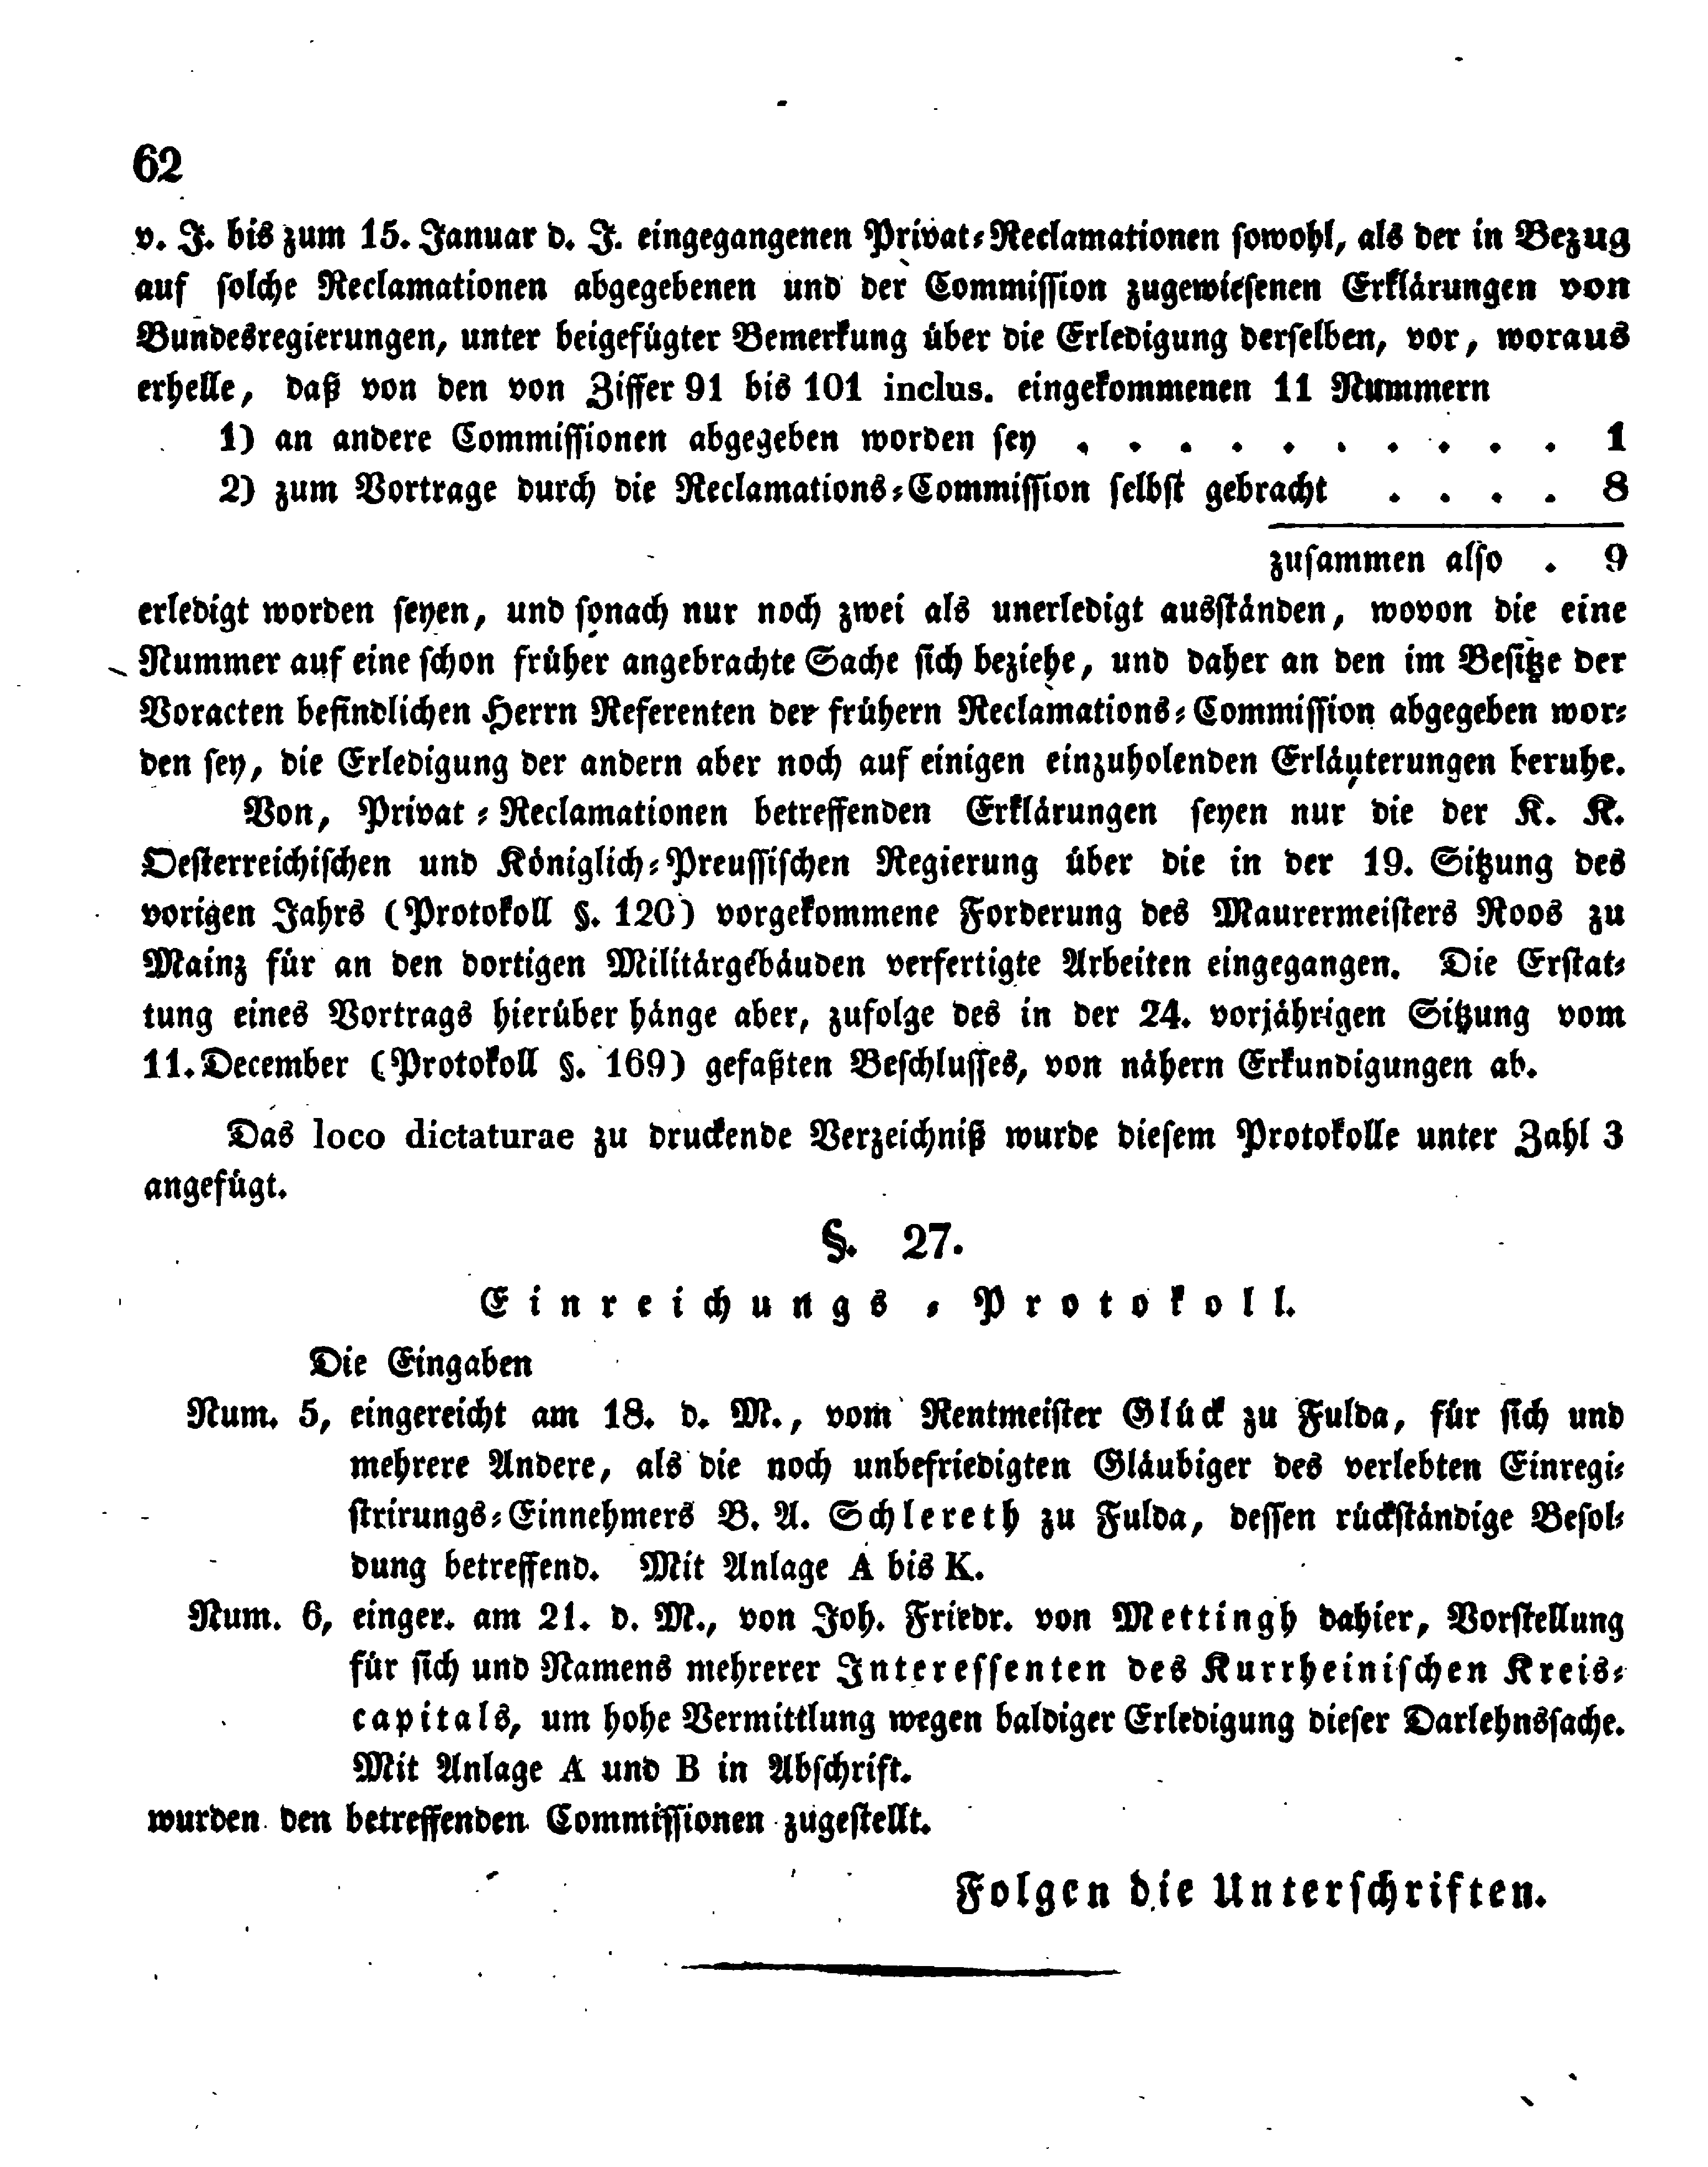 62
v. J. bis zum 15. Januar d. J. eingegangenen Privat-Reclamationen sowohl, als der in Bezug
auf solche Reclamationen abgegebenen und der Commission zugewiesenen Erklärungen von
Bundesregierungen, unter beigefügter Bemerkung über die Erledigung derselben, vor, woraus
erhelle, daß von den von Ziffer 91 bis 101 inclus. eingekommenen 11 Nummern
1) an andere Commissionen abgegeben worden sey . . . . . . . . . . 1
2) zum Vortrage durch die Reclamations-Commission selbst gebracht . . . . 8
zusammen also . 9
erledigt worden seyen, und sonach nur noch zwei als unerledigt ausständen, wovon die eine
Nummer auf eine schon früher angebrachte Sache sich beziehe, und daher an den im Besitze der
Voracten befindlichen Herrn Referenten der frühern Reclamations-Commission abgegeben wor-
den sey, die Erledigung der andern aber noch auf einigen einzuholenden Erläuterungen beruhe.
Von, Privat-Reclamationen betreffenden Erklärungen seyen nur die der K. K.
Oesterreichischen und Königlich-Preussischen Regierung über die in der 19. Sitzung des
vorigen Jahrs (Protokoll §. 120) vorgekommene Forderung des Maurermeisters Roos zu
Mainz für an den dortigen Militärgebäuden verfertigte Arbeiten eingegangen. Die Erstat-
tung eines Vortrags hierüber hänge aber, zufolge des in der 24. vorjährigen Sitzung vom
11. December (Protokoll §. 169) gefaßten Beschlusses, von nähern Erkundigungen ab.
Das loco dictaturae zu druckende Verzeichniß wurde diesem Protokolle unter Zahl 3
angefügt.
§. 27.
Einreichungs-Protokoll.
Die Eingaben
Num. 5, eingereicht am 18. d. M., vom Rentmeister Glück zu Fulda, für sich und
mehrere Andere, als die noch unbefriedigten Gläubiger des verlebten Einregi-
strirungs-Einnehmers B. A. Schlereth zu Fulda, dessen rückständige Besol-
dung betreffend. Mit Anlage A bis K.
Num. 6, einger. am 21. d. M., von Joh. Friedr. von Mettingh dahier, Vorstellung
für sich und Namens mehrerer Interessenten des Kurrheinischen Kreis-
capitals, um hohe Vermittlung wegen baldiger Erledigung dieser Darlehnssache.
Mit Anlage A und B in Abschrift.
wurden den betreffenden Commissionen zugestellt.
Folgen die Unterschriften.